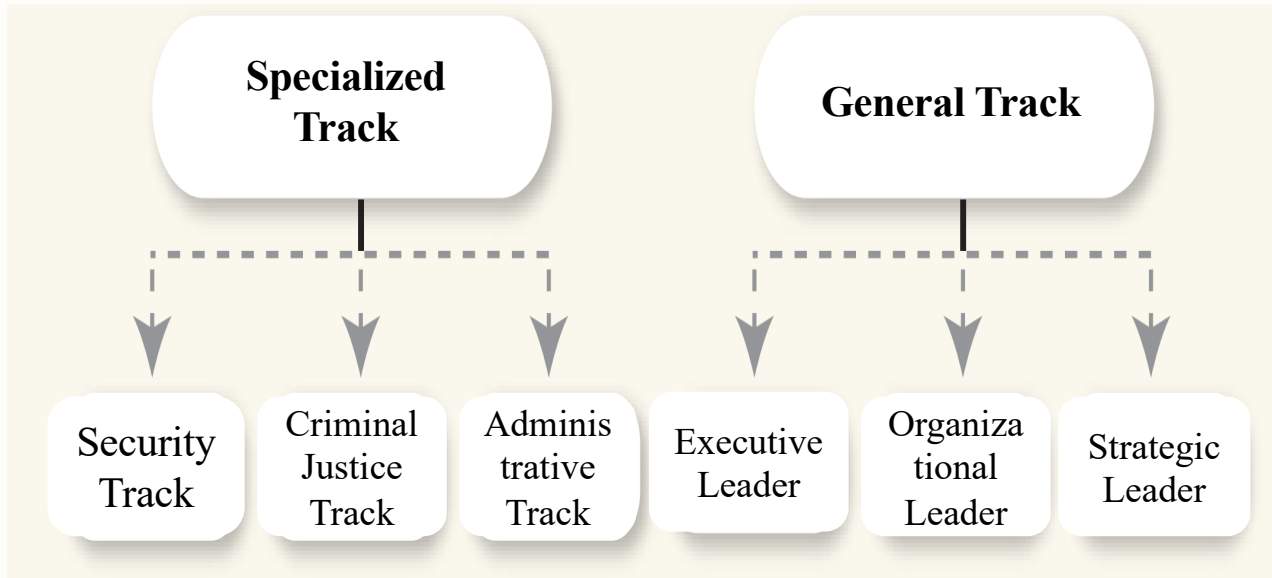 Specialized
Track
General Track
Security
Track
Criminal
Justice
Track
Adminis
trative
Track
Executive
Leader
Organiza
tional
Leader
Strategic
Leader